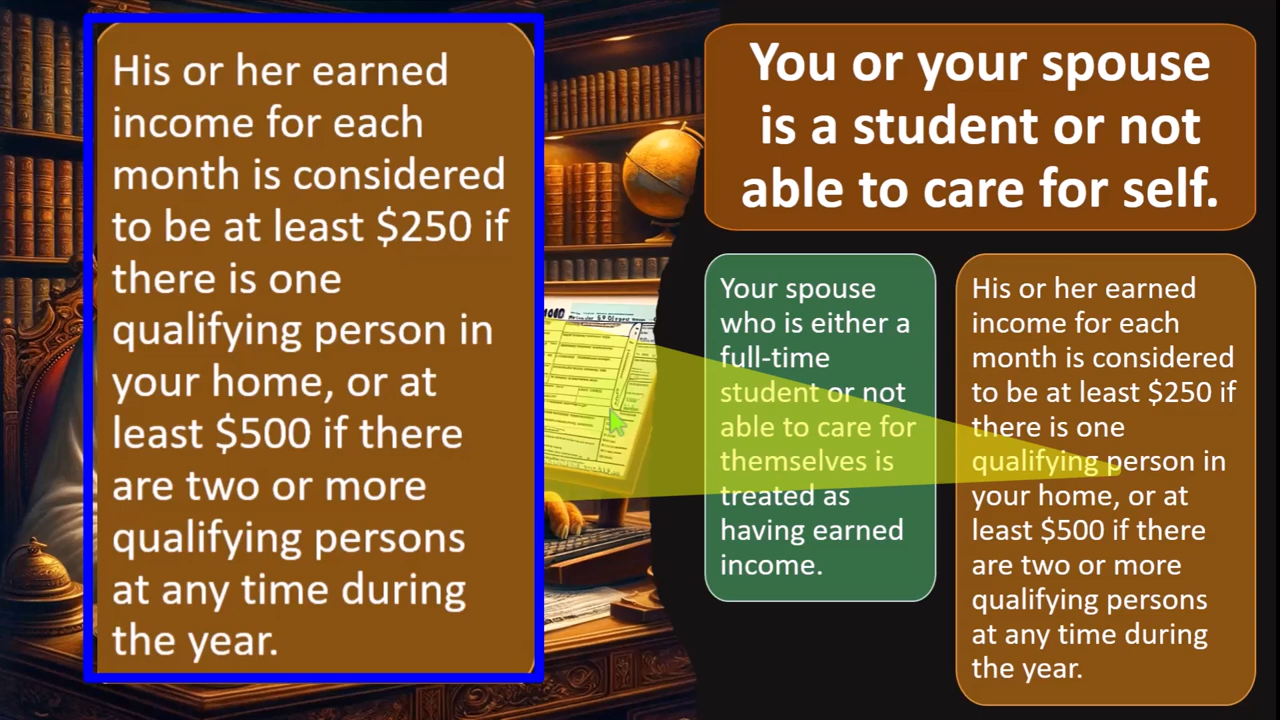 His or her earned
income for each
month is considered
to be at least $250 if
there is one
qualifying person in
your home, or at
least $500 if there
are two or more
qualifying persons
at any time during
the year.
You or your spouse
is a student or not
able to care for self.
Your spouse
who is either a
full-time
student or not
able to care for
themselves is
treated as
having earned
income.
His or her earned
income for each
month is considered
to be at least $250 if
there is one
qualifying person in
your home, or at
least $500 if there
are two or more
qualifying persons
at any time during
the year.